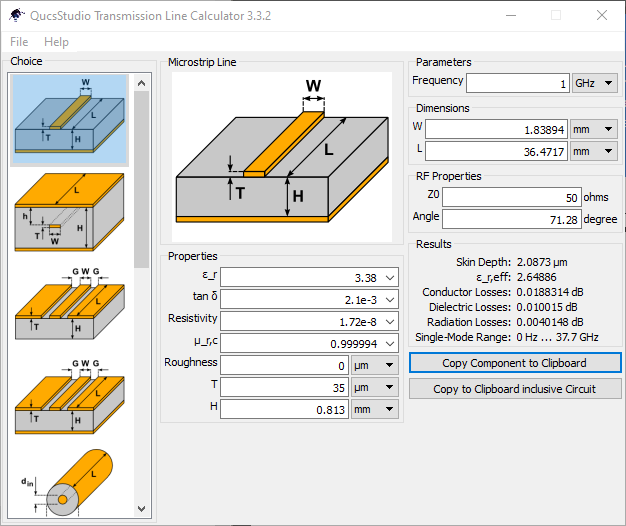 QucsStudio Transmission Line Calculator 3.3.2
File Help
Choice
W
L
T H
L
h
H
T
W
G W G
L
T H
G W G
L
T H
L
din
Microstrip Line
W
L
T H
Properties
ε_r 3.38
tan δ 2.1e-3
Resistivity 1.72e-8
μ_r,c 0.999994
Roughness 0 µm
T 35 µm
H 0.813 mm
Parameters
Frequency 1 GHz
Dimensions
W 1.83894 mm
L 36.4717 mm
RF Properties
Z0 50 ohms
Angle 71.28 degree
Results
Skin Depth: 2.0873 µm
ε_r,eff: 2.64886
Conductor Losses: 0.0188314 dB
Dielectric Losses: 0.010015 dB
Radiation Losses: 0.0040148 dB
Single-Mode Range: 0 Hz ... 37.7 GHz
Copy Component to Clipboard
Copy to Clipboard inclusive Circuit